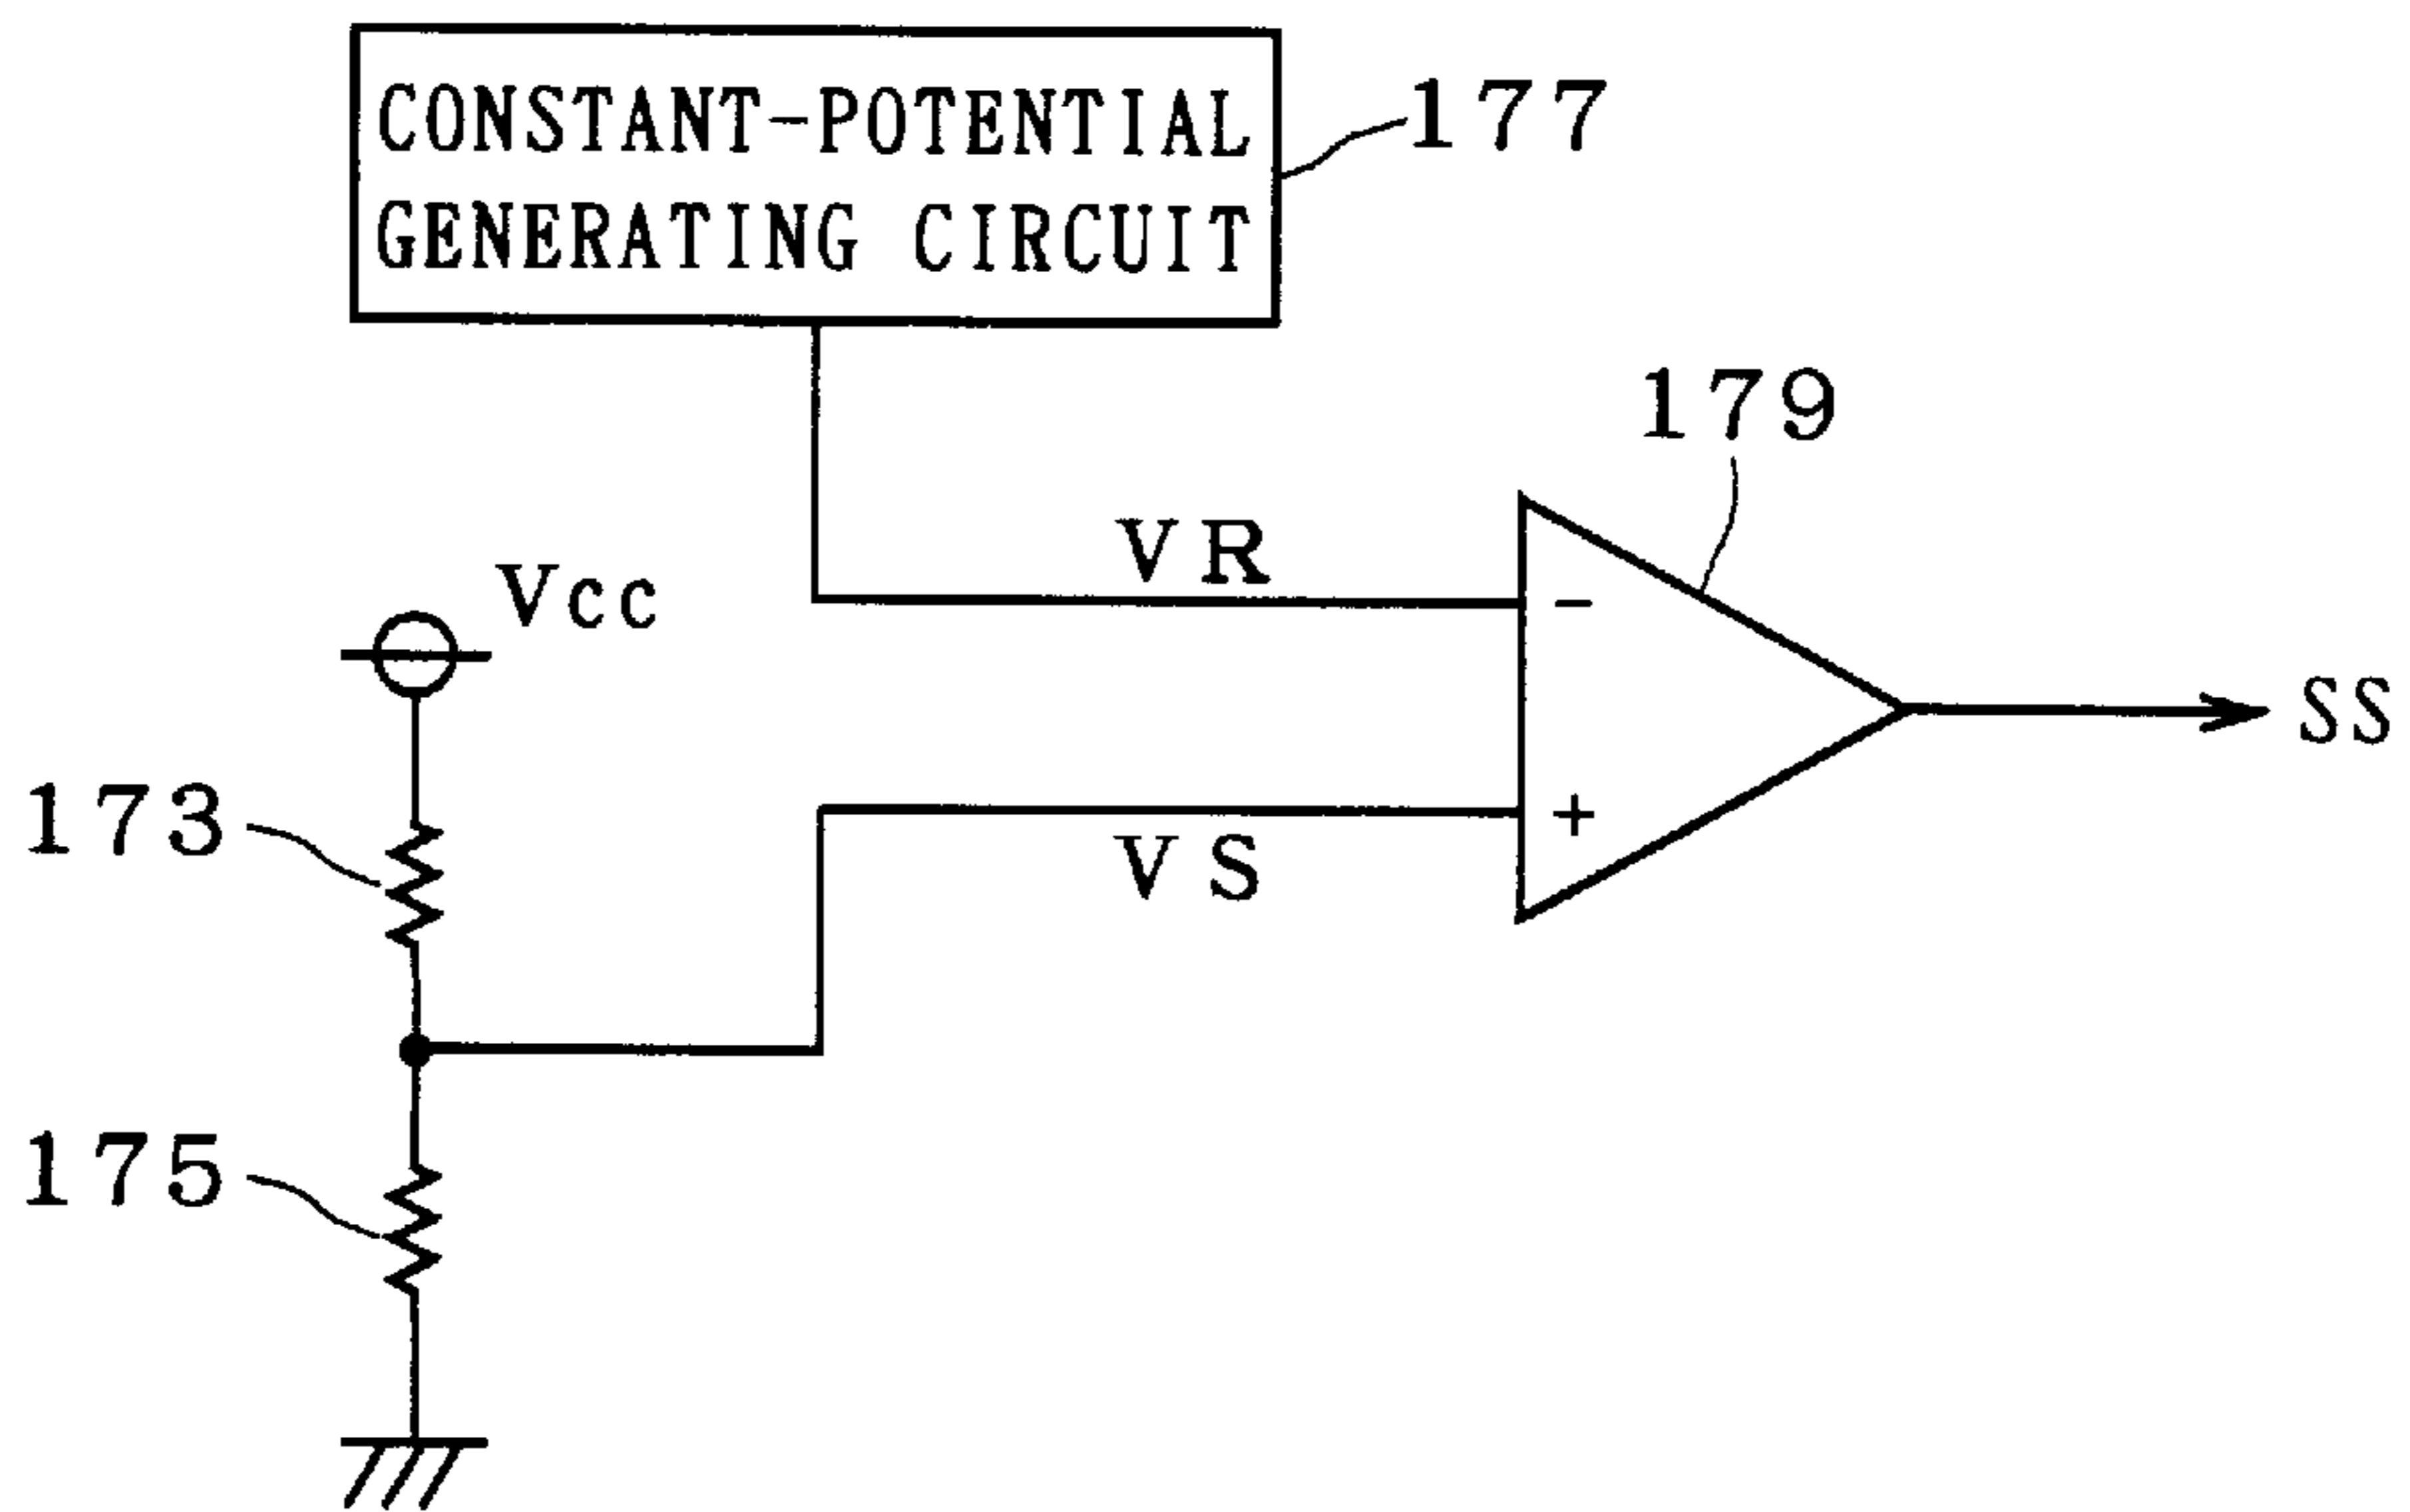 CONSTANT-POTENTIAL
GENERATING CIRCUIT
177
179
VR
-
Vcc
SS
173
+
VS
175